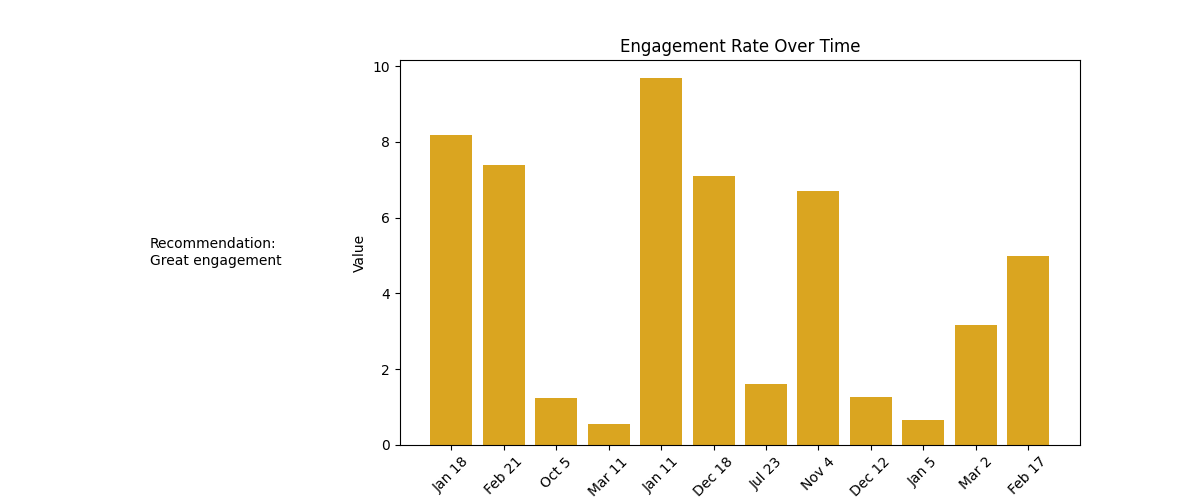 Engagement Rate Over Time
Recommendation:
Great engagement
Value
10
8
6
4
2
0
Jan 18
Feb 21
Oct 5
Mar 11
Jan 11
Dec 18
Jul 23
Nov 4
Dec 12
Jan 5
Mar 2
Feb 17